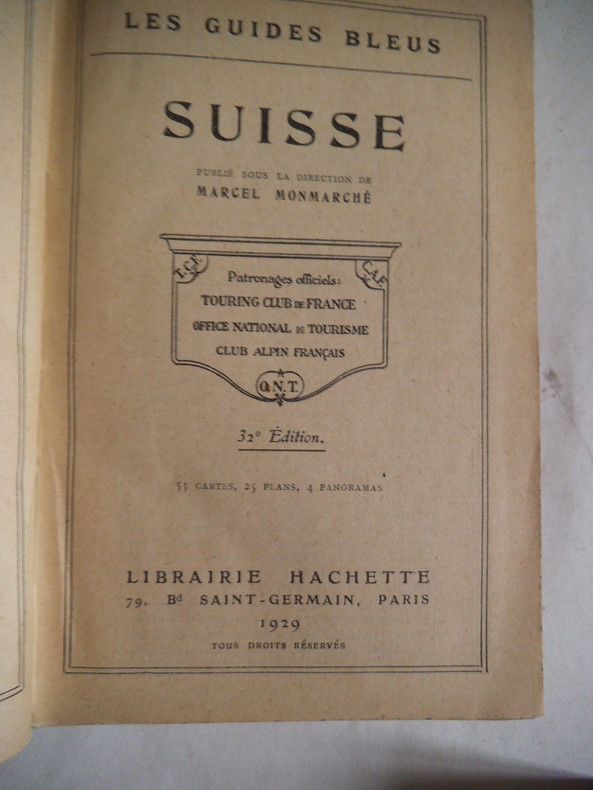 LES GUIDES BLEUS
SUISSE
PUBLIÉ SOUS LA DIRECTION DE
MARCEL MONMARCHÉ
T.C.F.
C.A.F.
Patronages officiels:
TOURING CLUB DE FRANCE
OFFICE NATIONAL DU TOURISME
CLUB ALPIN FRANÇAIS
O.N.T.
32e Édition.
53 CARTES, 25 PLANS, 4 PANORAMAS
LIBRAIRIE HACHETTE
79, Bd SAINT-GERMAIN, PARIS
1929
TOUS DROITS RÉSERVÉS